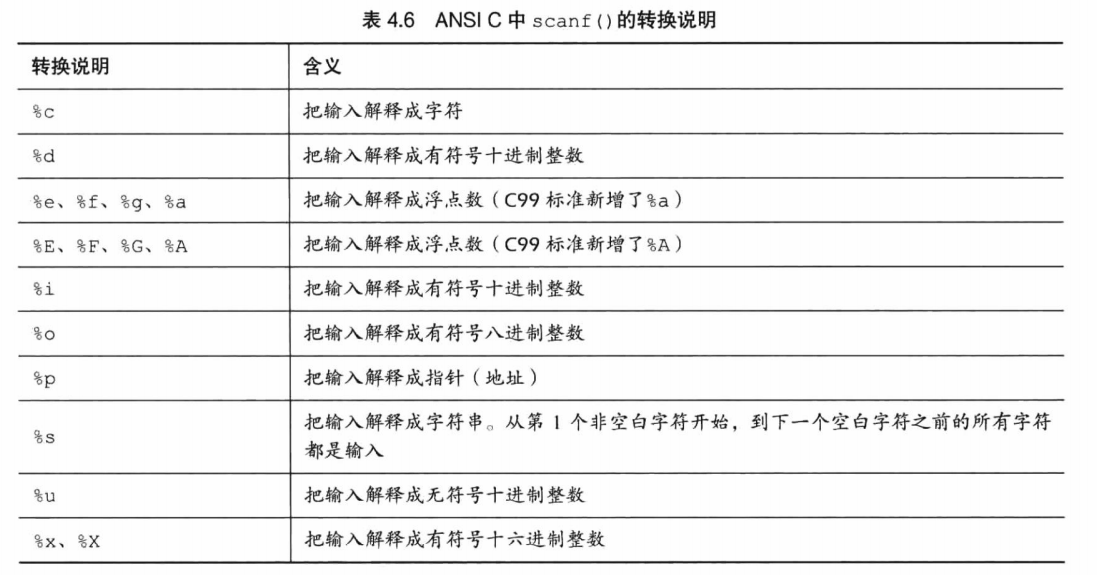 表 4.6 ANSI C 中 scanf()的转换说明
转换说明 含义
%c 把输入解释成字符
%d 把输入解释成有符号十进制整数
%e、%f、%g、%a 把输入解释成浮点数（C99 标准新增了%a）
%E、%F、%G、%A 把输入解释成浮点数（C99 标准新增了%A）
%i 把输入解释成有符号十进制整数
%o 把输入解释成有符号八进制整数
%p 把输入解释成指针（地址）
%s 把输入解释成字符串。从第 1 个非空白字符开始，到下一个空白字符之前的所有字符
都是输入
%u 把输入解释成无符号十进制整数
%x、%X 把输入解释成有符号十六进制整数